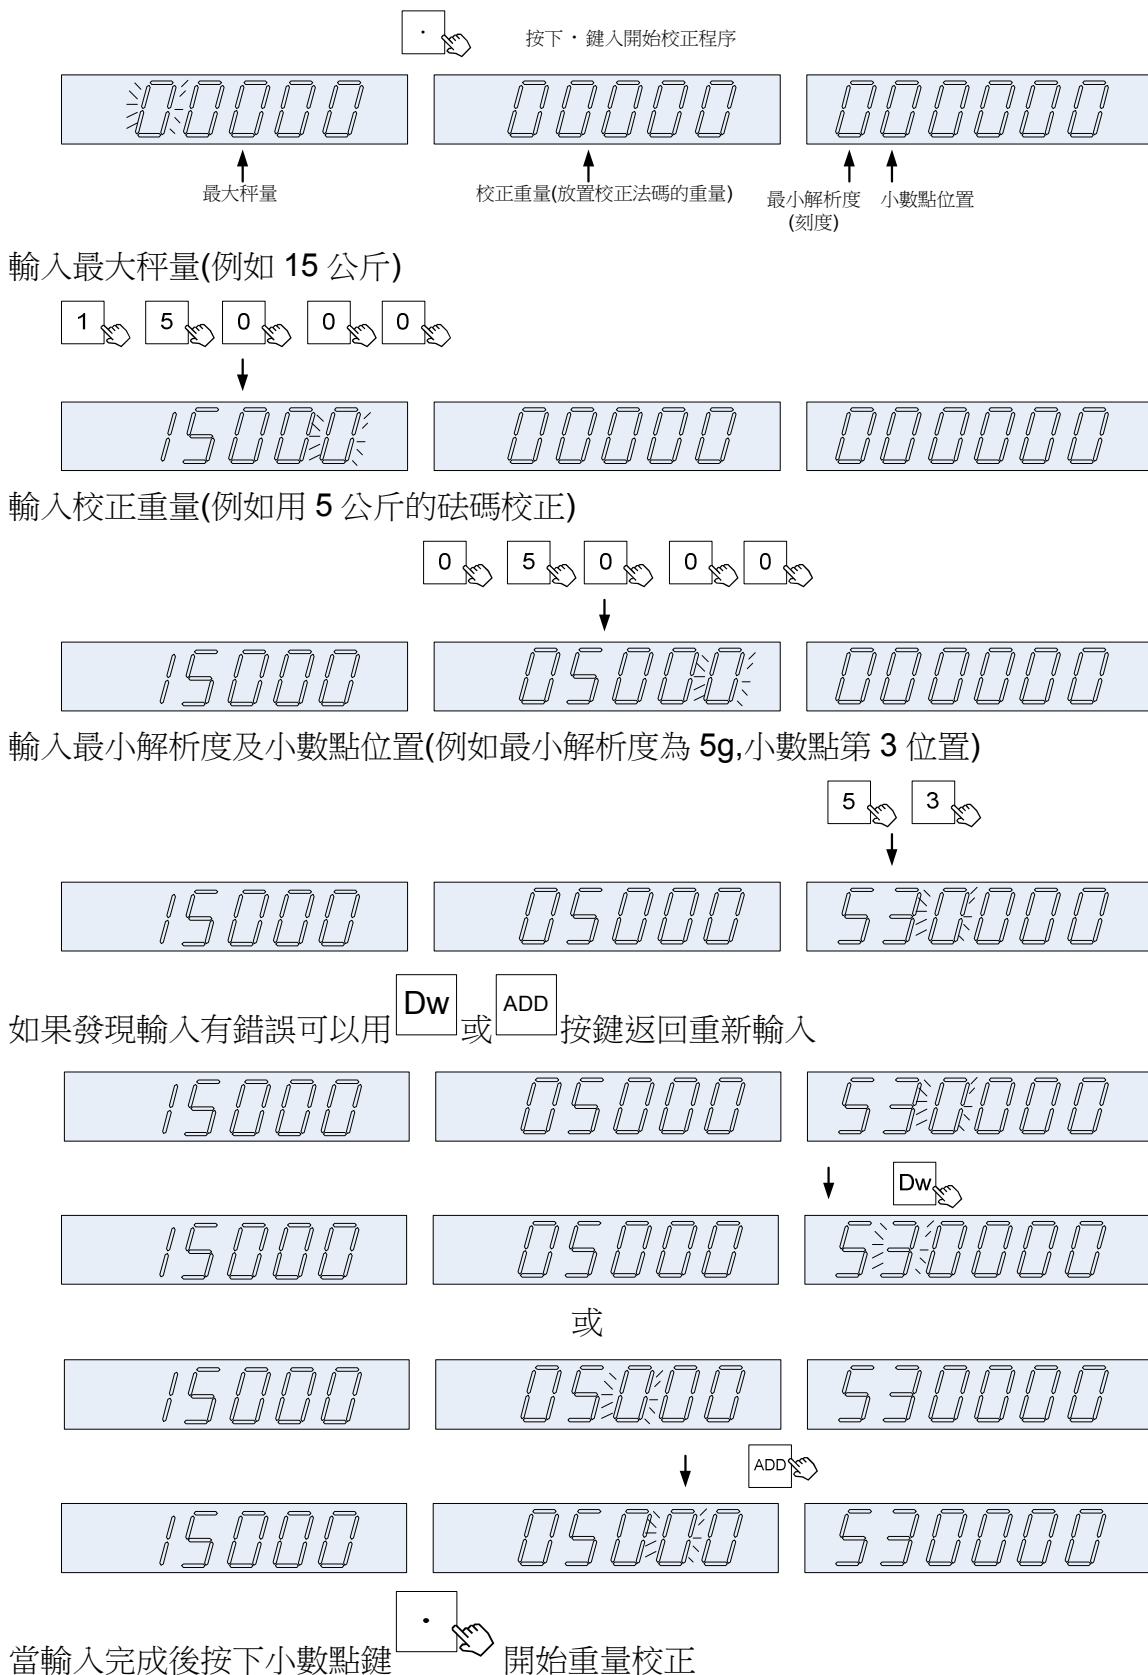 · 按下・鍵入開始校正程序
00000 00000 000000
最大秤量 校正重量(放置校正法碼的重量) 最小解析度 小數點位置
(刻度)
輸入最大秤量(例如 15 公斤)
1 5 0 0 0
15000 00000 000000
輸入校正重量(例如用 5 公斤的砝碼校正)
0 5 0 0 0
15000 05000 000000
輸入最小解析度及小數點位置(例如最小解析度為 5g,小數點第 3 位置)
5 3
15000 05000 530000
如果發現輸入有錯誤可以用 Dw 或 ADD 按鍵返回重新輸入
15000 05000 530000
Dw
15000 05000 530000
或
15000 05000 530000
ADD
15000 05000 530000
當輸入完成後按下小數點鍵 · 開始重量校正